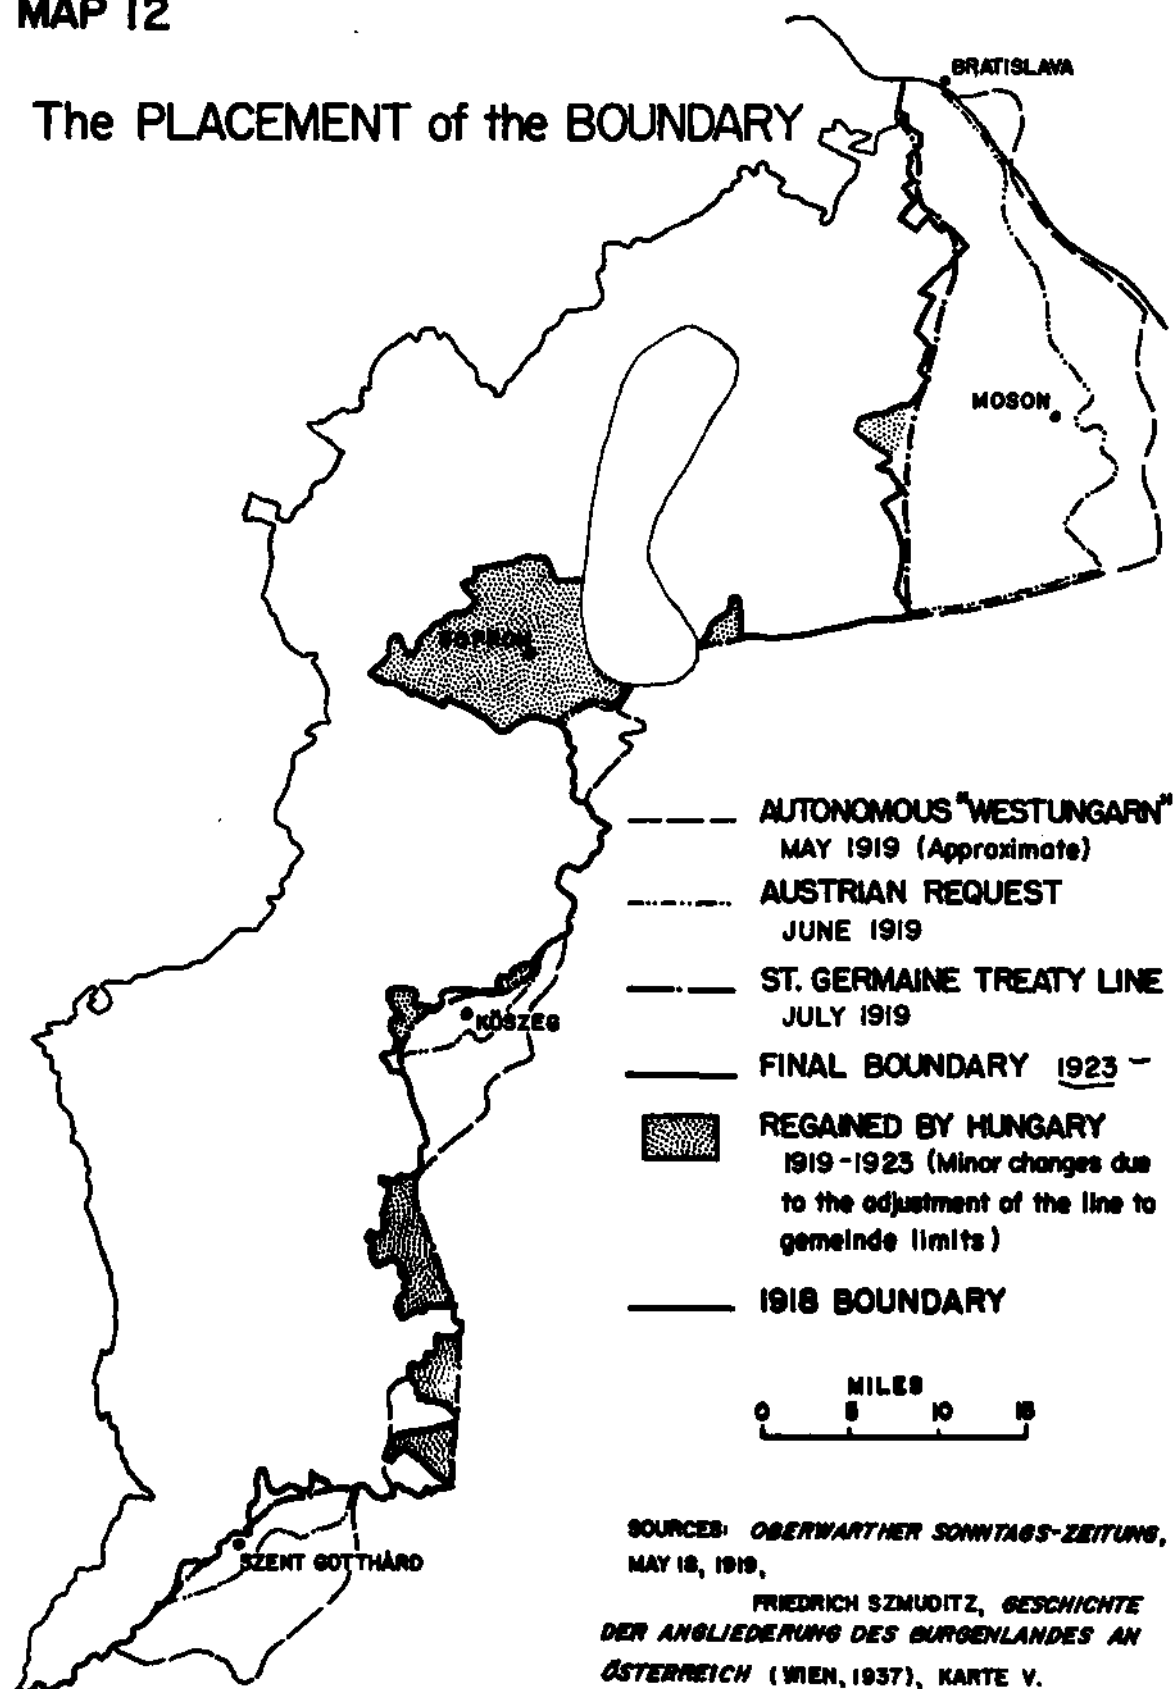 MAP 12
The PLACEMENT of the BOUNDARY
BRATISLAVA
MOSON
SOPRON
KÖSZEG
SZENT GOTTHÁRD
AUTONOMOUS "WESTUNGARN"
MAY 1919 (Approximate)
AUSTRIAN REQUEST
JUNE 1919
ST. GERMAINE TREATY LINE
JULY 1919
FINAL BOUNDARY 1923 –
REGAINED BY HUNGARY
1919-1923 (Minor changes due
to the adjustment of the line to
gemeinde limits)
1918 BOUNDARY
MILES
0 5 10 15
SOURCES: OBERWARTHER SONNTAGS-ZEITUNG,
MAY 18, 1919,
FRIEDRICH SZMUDITZ, GESCHICHTE
DER ANGLIEDERUNG DES BURGENLANDES AN
ÖSTERREICH (WIEN, 1937), KARTE V.